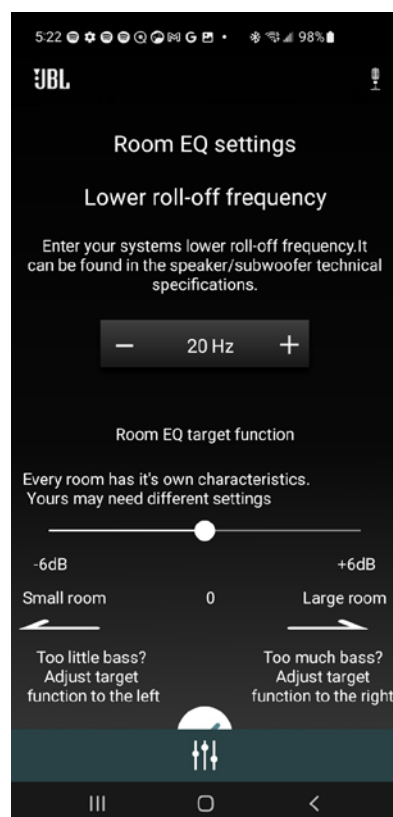 5:22 98%
JBL
Room EQ settings
Lower roll-off frequency
Enter your systems lower roll-off frequency.It
can be found in the speaker/subwoofer technical
specifications.
− 20 Hz +
Room EQ target function
Every room has it's own characteristics.
Yours may need different settings
-6dB +6dB
Small room 0 Large room
Too little bass? Too much bass?
Adjust target Adjust target
function to the left function to the right